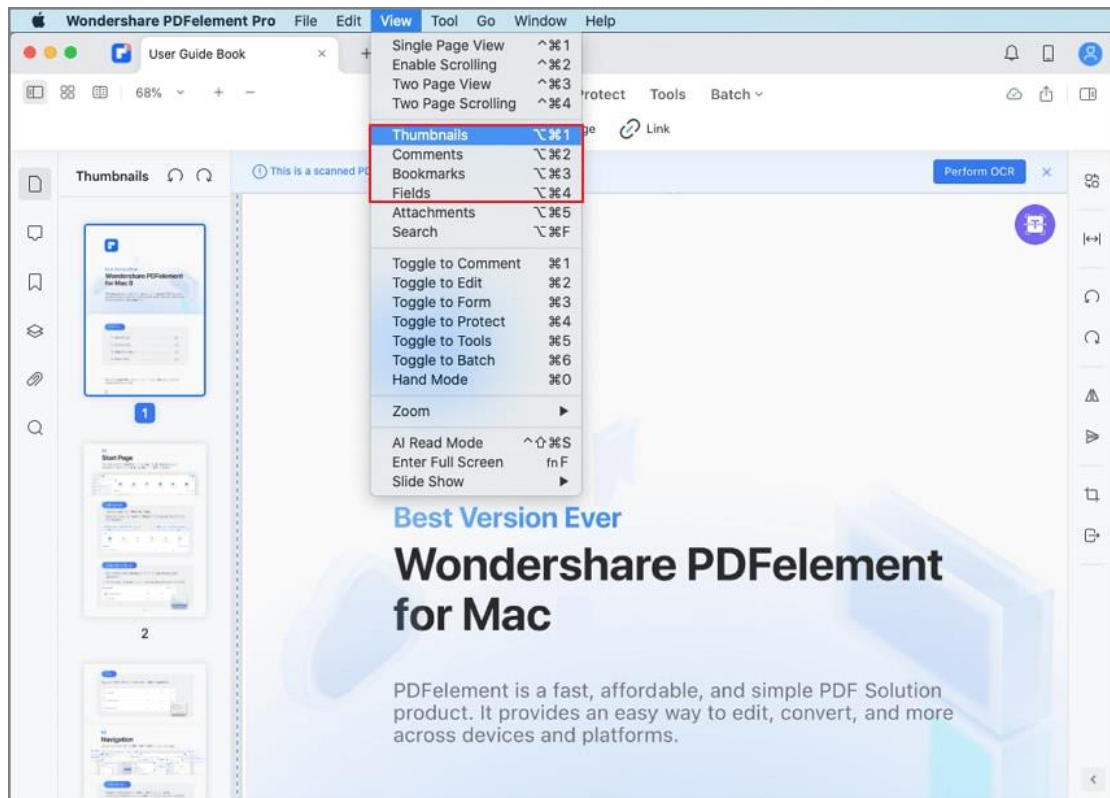 Wondershare PDFelement Pro File Edit View Tool Go Window Help
User Guide Book × +
68% + −
Protect Tools Batch
Link
Single Page View ^⌘1
Enable Scrolling ^⌘2
Two Page View ^⌘3
Two Page Scrolling ^⌘4
Thumbnails ⌥⌘1
Comments ⌥⌘2
Bookmarks ⌥⌘3
Fields ⌥⌘4
Attachments ⌥⌘5
Search ⌥⌘F
Toggle to Comment ⌘1
Toggle to Edit ⌘2
Toggle to Form ⌘3
Toggle to Protect ⌘4
Toggle to Tools ⌘5
Toggle to Batch ⌘6
Hand Mode ⌘0
Zoom ▶
AI Read Mode ^⇧⌘S
Enter Full Screen fn F
Slide Show ▶
Thumbnails
This is a scanned
Perform OCR ×
Wondershare PDFelement
for Mac
1
Start Page
2
Navigation
Best Version Ever
Wondershare PDFelement
for Mac
PDFelement is a fast, affordable, and simple PDF Solution
product. It provides an easy way to edit, convert, and more
across devices and platforms.